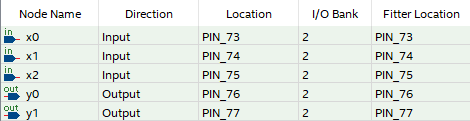 Node Name Direction Location I/O Bank Fitter Location
in x0 Input PIN_73 2 PIN_73
in x1 Input PIN_74 2 PIN_74
in x2 Input PIN_75 2 PIN_75
out y0 Output PIN_76 2 PIN_76
out y1 Output PIN_77 2 PIN_77